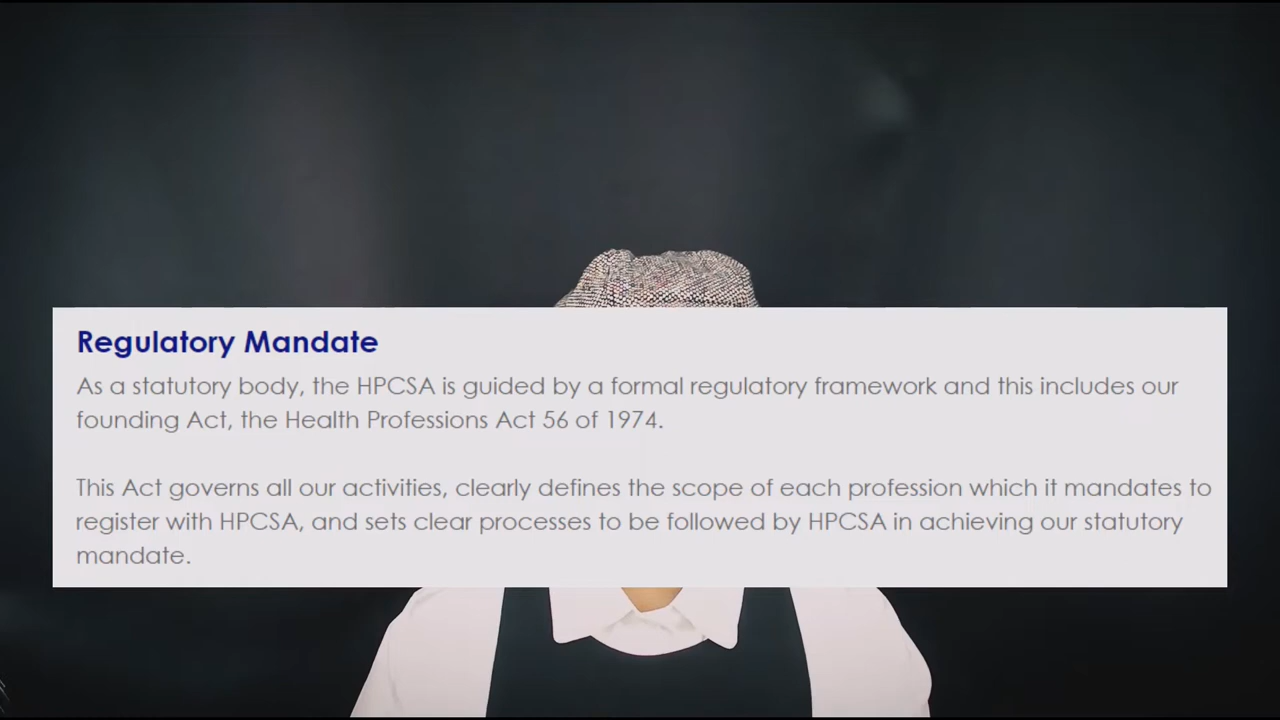 Regulatory Mandate
As a statutory body, the HPCSA is guided by a formal regulatory framework and this includes our
founding Act, the Health Professions Act 56 of 1974.
This Act governs all our activities, clearly defines the scope of each profession which it mandates to
register with HPCSA, and sets clear processes to be followed by HPCSA in achieving our statutory
mandate.